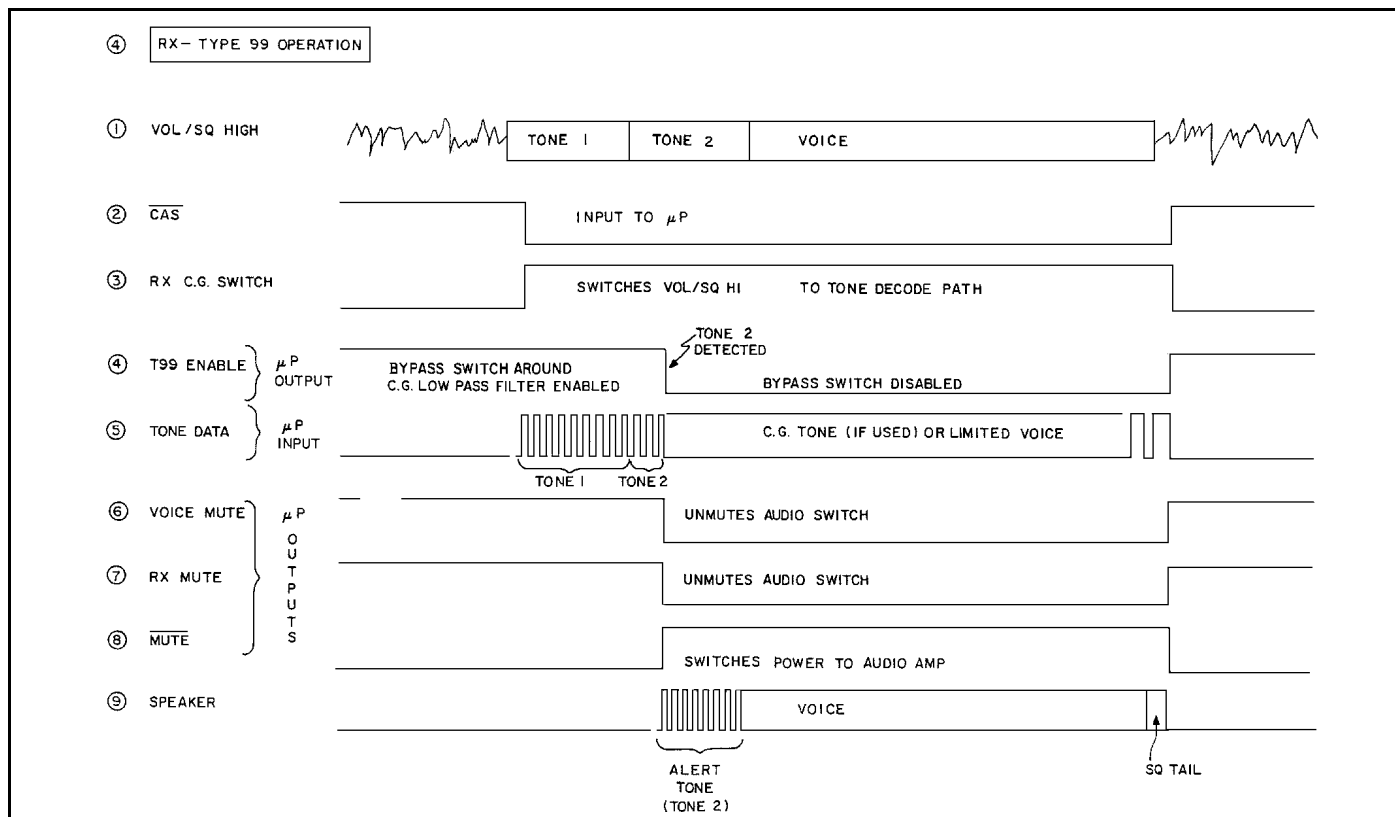 ④ RX- TYPE 99 OPERATION
① VOL/SQ HIGH
TONE 1 TONE 2 VOICE
② CAS
INPUT TO μP
③ RX C.G. SWITCH
SWITCHES VOL/SQ HI TO TONE DECODE PATH
TONE 2
DETECTED
④ T99 ENABLE } μP
OUTPUT
BYPASS SWITCH AROUND
C.G. LOW PASS FILTER ENABLED
BYPASS SWITCH DISABLED
⑤ TONE DATA } μP
INPUT
C.G. TONE (IF USED) OR LIMITED VOICE
TONE 1 TONE 2
⑥ VOICE MUTE
UNMUTES AUDIO SWITCH
⑦ RX MUTE
UNMUTES AUDIO SWITCH
⑧ MUTE
SWITCHES POWER TO AUDIO AMP
μP
OUTPUTS
⑨ SPEAKER
VOICE
ALERT
TONE
(TONE 2)
SQ TAIL